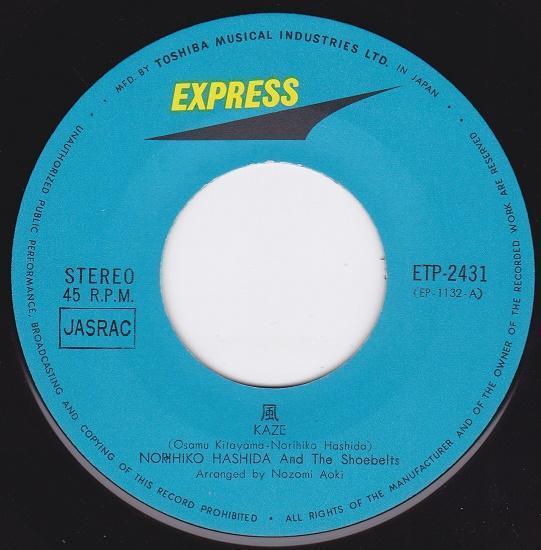 MFD. BY TOSHIBA MUSICAL INDUSTRIES LTD. IN JAPAN
EXPRESS
STEREO
45 R.P.M.
JASRAC
ETP-2431
(EP-1132-A)
風
KAZE
(Osamu Kitayama-Norihiko Hashida)
NORIHIKO HASHIDA And The Shoebelts
Arranged by Nozomi Aoki
UNAUTHORIZED PUBLIC PERFORMANCE, BROADCASTING AND COPYING OF THIS RECORD PROHIBITED • ALL RIGHTS OF THE MANUFACTURER AND OF THE OWNER OF THE RECORDED WORK ARE RESERVED